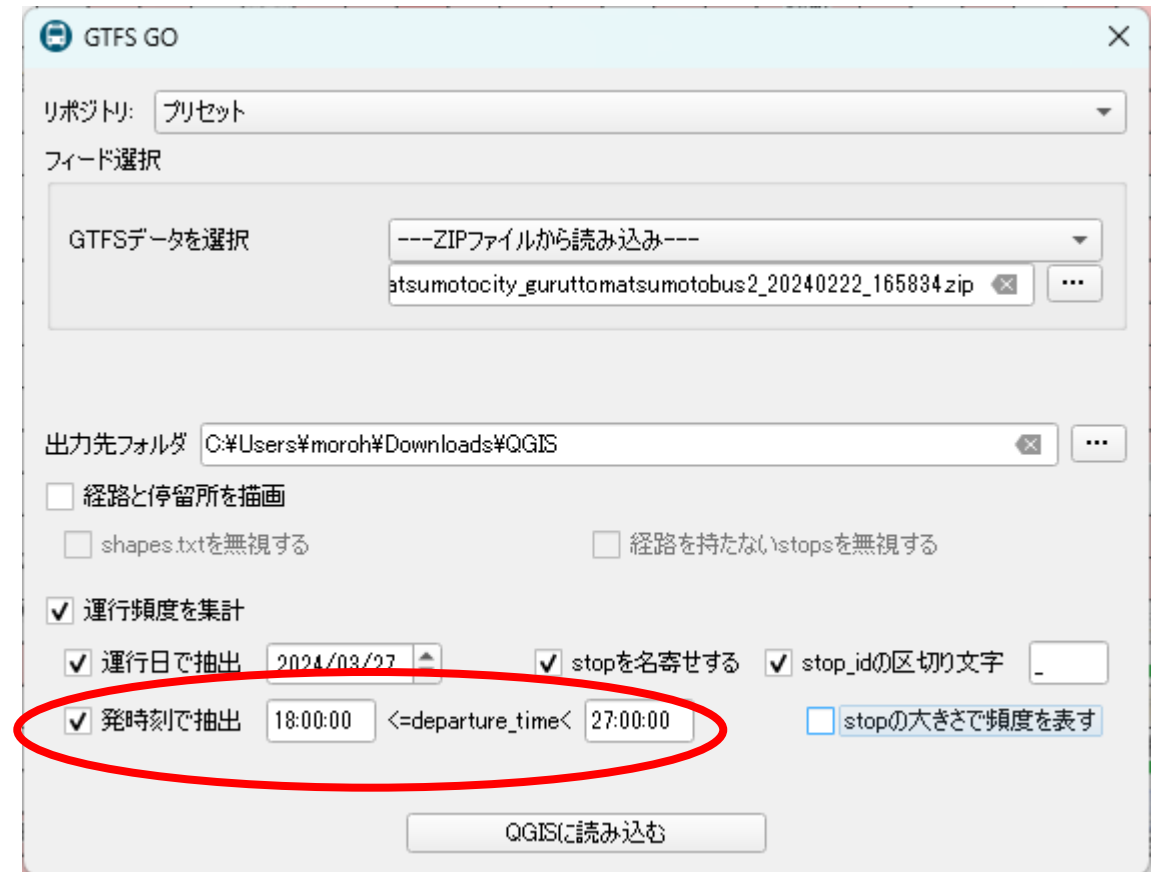 GTFS GO
リポジトリ: プリセット
フィード選択
GTFSデータを選択 ---ZIPファイルから読み込み---
atsumotocity_guruttomatsumotobus2_20240222_165834.zip ...
出力先フォルダ C:¥Users¥moroh¥Downloads¥QGIS ...
経路と停留所を描画
shapes.txtを無視する 経路を持たないstopsを無視する
運行頻度を集計
運行日で抽出 2024/03/27 stopを名寄せする stop_idの区切り文字 _
発時刻で抽出 18:00:00 <=departure_time< 27:00:00 stopの大きさで頻度を表す
QGISに読み込む